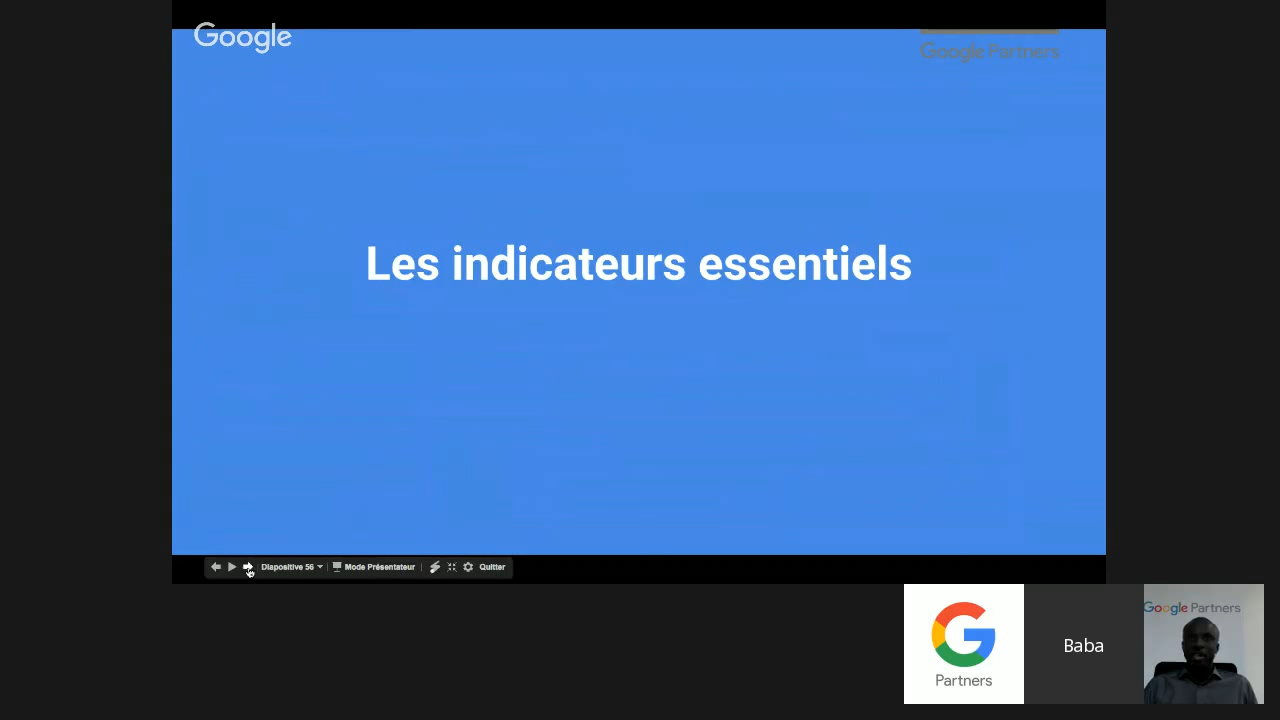 Google
Google Partners
Les indicateurs essentiels
Diapositive 56
Mode Présentateur
Quitter
Partners
Baba
Google Partners